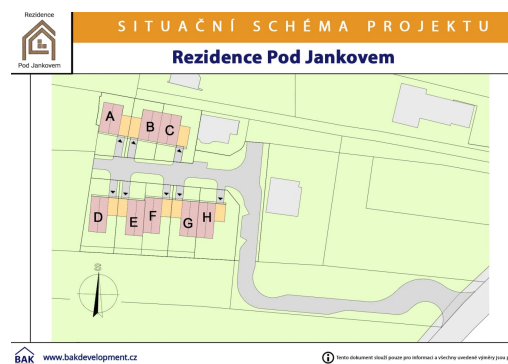 Rezidence
Pod Jankovem
SITUAČNÍ SCHÉMA PROJEKTU
Rezidence Pod Jankovem
A
B
C
D
E
F
G
H
S
BAK
www.bakdevelopment.cz
Tento dokument slouží pouze pro informaci a všechny uvedené výměry jsou